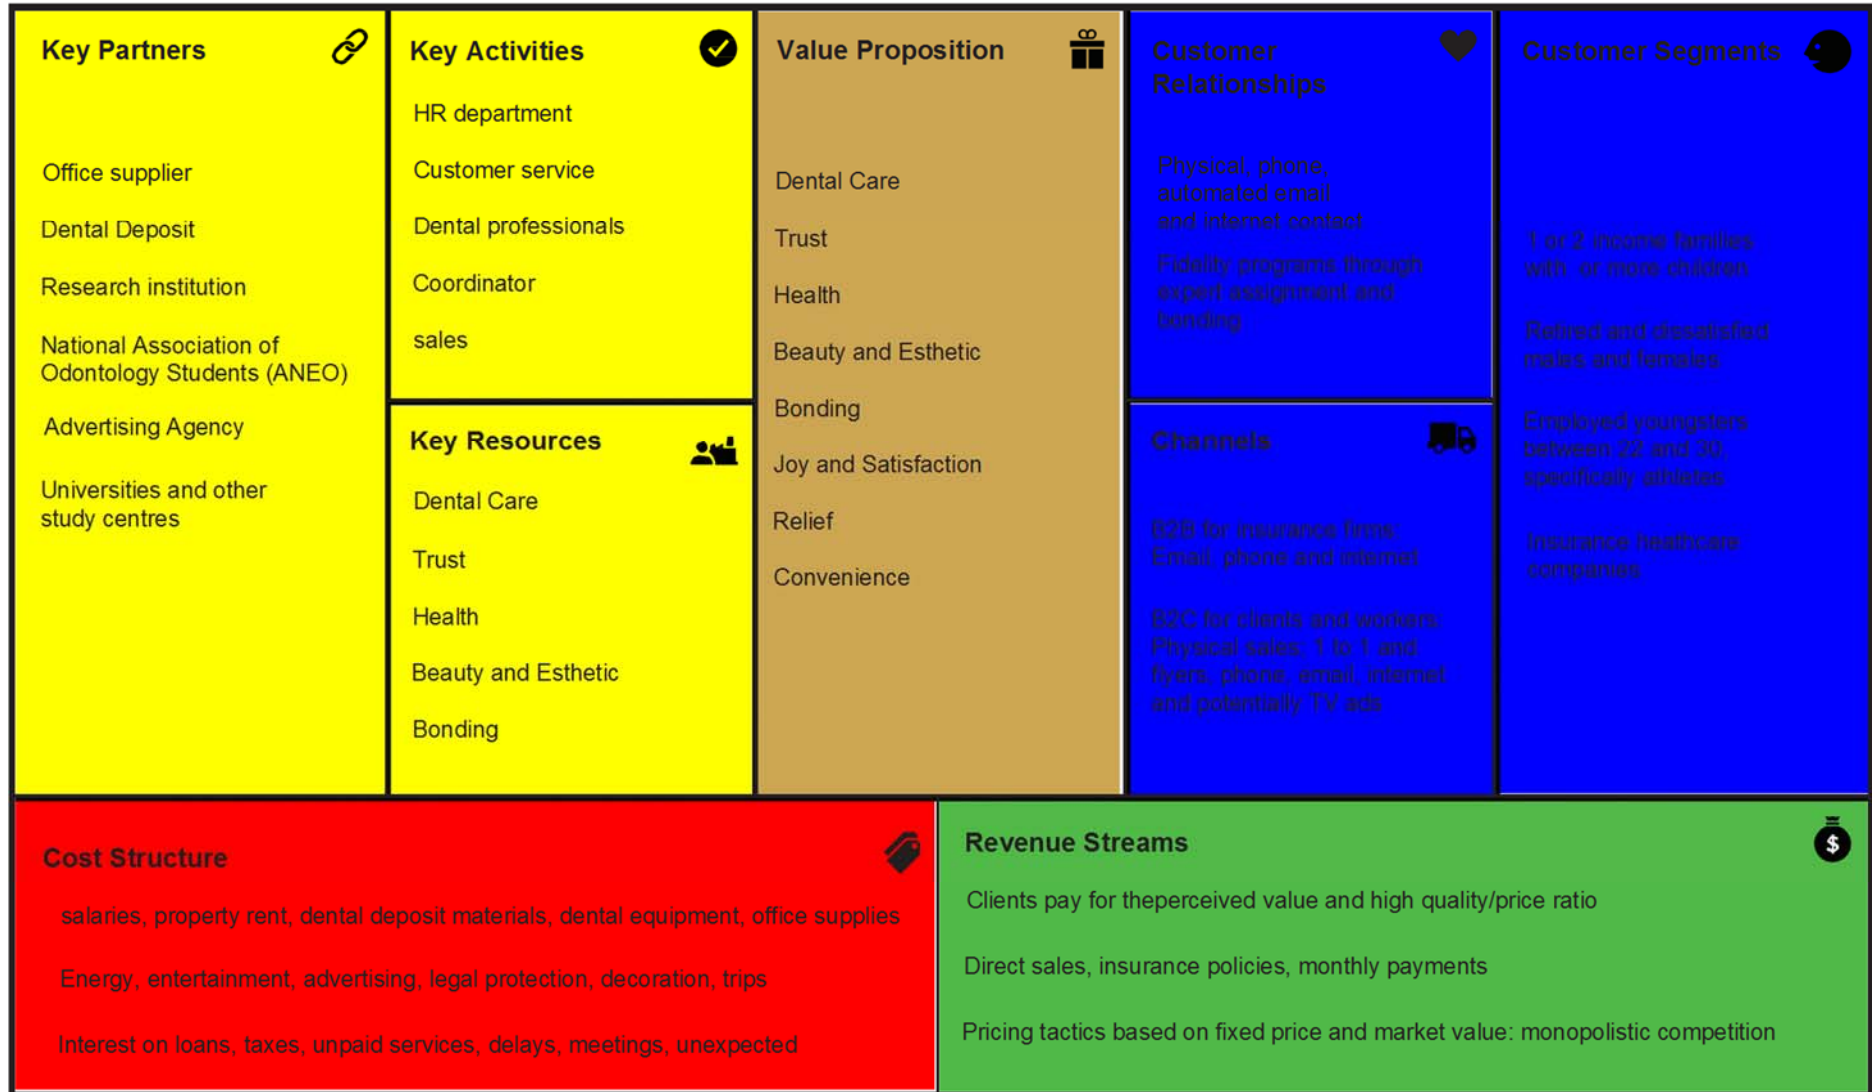 Key Partners
Office supplier
Dental Deposit
Research institution
National Association of
Odontology Students (ANEO)
Advertising Agency
Universities and other
study centres
Key Activities
HR department
Customer service
Dental professionals
Coordinator
sales
Key Resources
Dental Care
Trust
Health
Beauty and Esthetic
Bonding
Value Proposition
Dental Care
Trust
Health
Beauty and Esthetic
Bonding
Joy and Satisfaction
Relief
Convenience
Customer
Relationships
Physical, phone,
automated email
and internet contact
Fidelity programs through
expert assignment and
bonding
Channels
B2B for insurance firms:
Email, phone and internet
B2C for clients and workers:
Physical sales: 1 to 1 and
flyers, phone, email, internet
and potentially TV ads
Customer Segments
1 or 2 income families
with or more children
Retired and dissatisfied
males and females
Employed youngsters
between 22 and 30,
specifically athletes
Insurance healthcare
companies
Cost Structure
salaries, property rent, dental deposit materials, dental equipment, office supplies
Energy, entertainment, advertising, legal protection, decoration, trips
Interest on loans, taxes, unpaid services, delays, meetings, unexpected
Revenue Streams
$
Clients pay for theperceived value and high quality/price ratio
Direct sales, insurance policies, monthly payments
Pricing tactics based on fixed price and market value: monopolistic competition